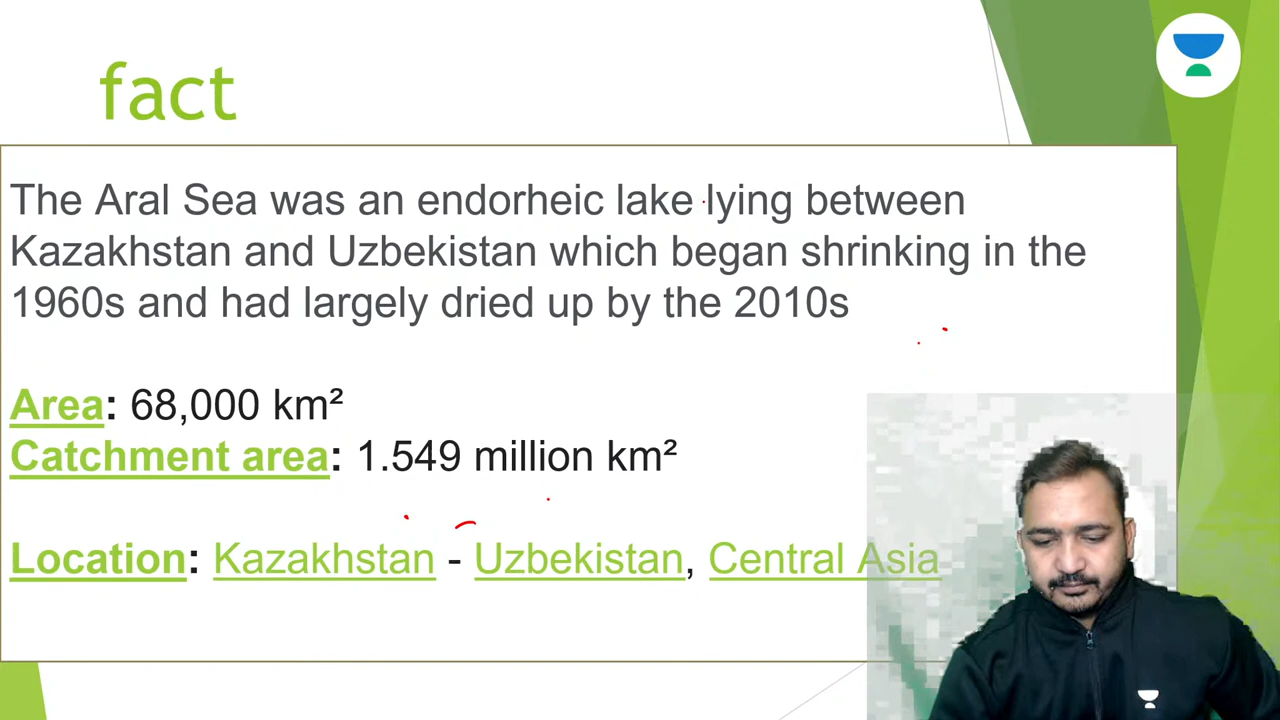 fact
The Aral Sea was an endorheic lake lying between
Kazakhstan and Uzbekistan which began shrinking in the
1960s and had largely dried up by the 2010s
Area: 68,000 km²
Catchment area: 1.549 million km²
Location: Kazakhstan - Uzbekistan, Central Asia